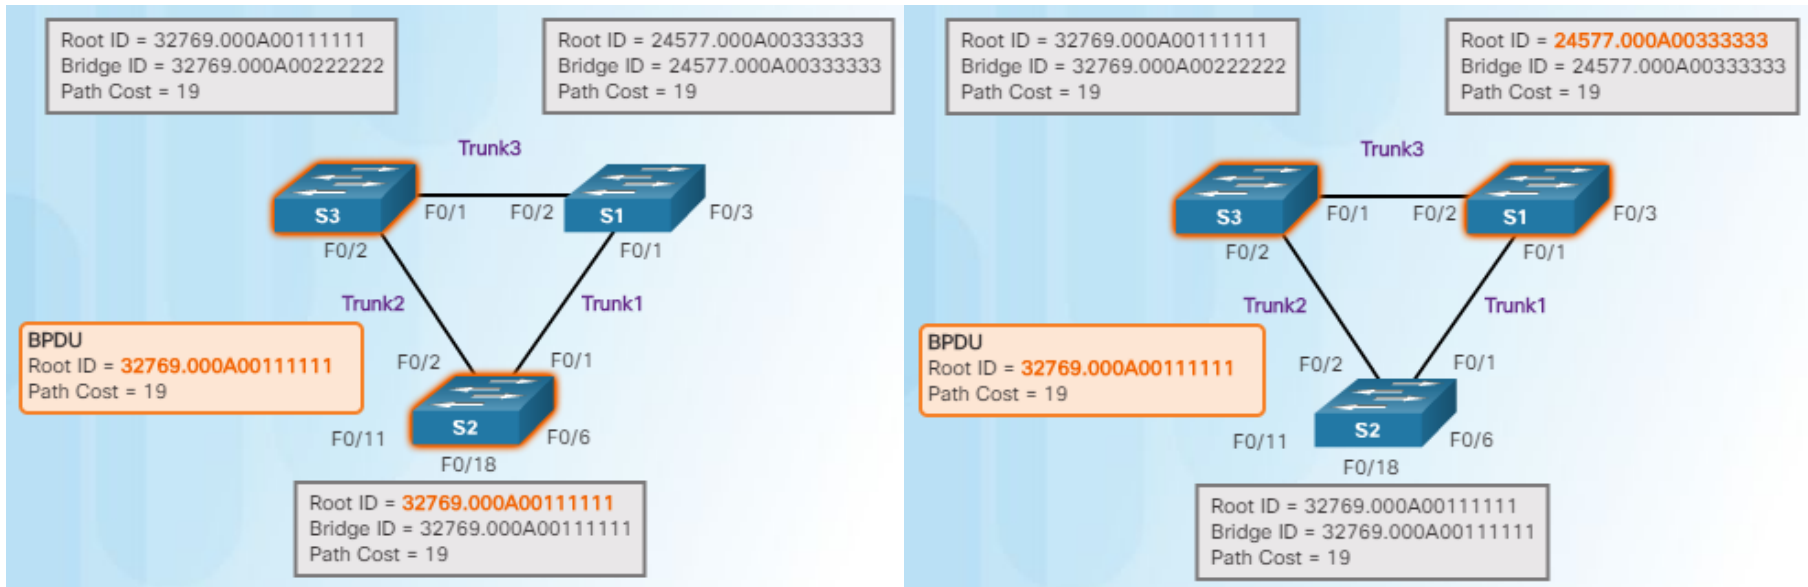 Root ID = 32769.000A00111111
Bridge ID = 32769.000A00222222
Path Cost = 19
Root ID = 24577.000A00333333
Bridge ID = 24577.000A00333333
Path Cost = 19
Trunk3
S3
F0/1
F0/2
S1
F0/3
F0/2
F0/1
Trunk2
Trunk1
BPDU
Root ID = 32769.000A00111111
Path Cost = 19
F0/2
F0/1
S2
F0/11
F0/6
F0/18
Root ID = 32769.000A00111111
Bridge ID = 32769.000A00111111
Path Cost = 19
Root ID = 32769.000A00111111
Bridge ID = 32769.000A00222222
Path Cost = 19
Root ID = 24577.000A00333333
Bridge ID = 24577.000A00333333
Path Cost = 19
Trunk3
S3
F0/1
F0/2
S1
F0/3
F0/2
F0/1
Trunk2
Trunk1
BPDU
Root ID = 32769.000A00111111
Path Cost = 19
F0/2
F0/1
S2
F0/11
F0/6
F0/18
Root ID = 32769.000A00111111
Bridge ID = 32769.000A00111111
Path Cost = 19